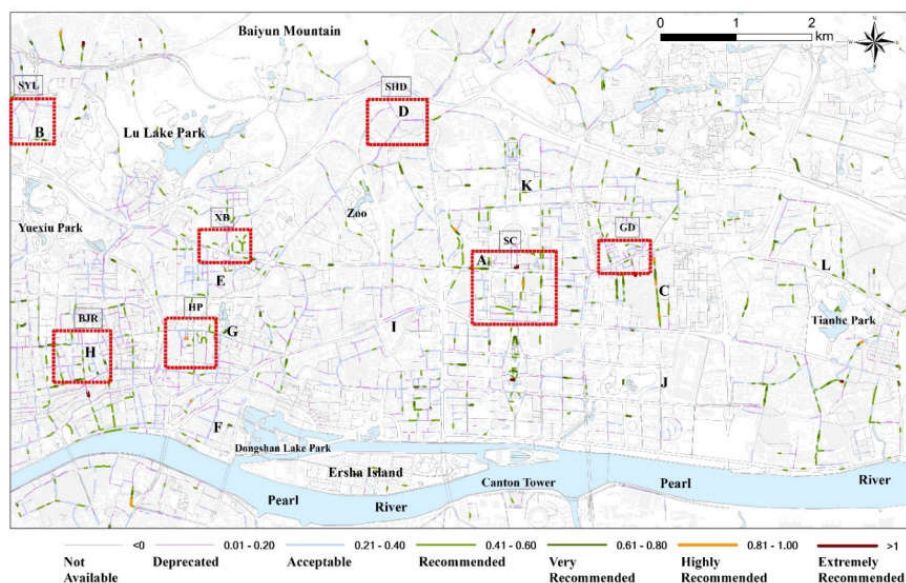 0 1 2
km
N
W E
S
Baiyun Mountain
SYL
SHD
B
D
Lu Lake Park
K
XB
Zoo
Yuexiu Park
GD
SC
A
L
E
C
HP
BJR
G
I
Tianhe Park
H
J
F
Dongshan Lake Park
Ersha Island
Canton Tower
Pearl
River
Pearl
River
<0 0.01 - 0.20 0.21 - 0.40 0.41 - 0.60 0.61 - 0.80 0.81 - 1.00 >1
Not Deprecated Acceptable Recommended Very Highly Extremely
Available Recommended Recommended Recommended